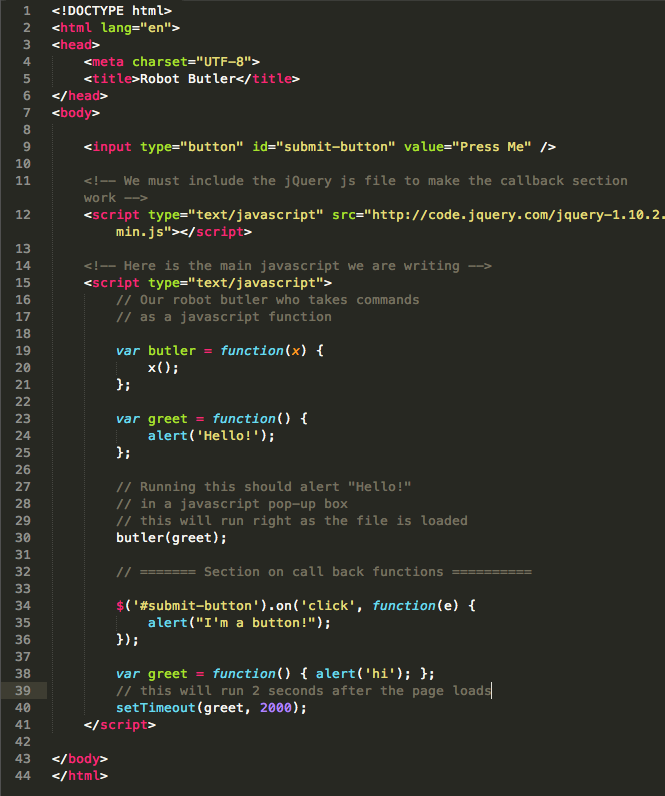 1 <!DOCTYPE html>
2 <html lang="en">
3 <head>
4     <meta charset="UTF-8">
5     <title>Robot Butler</title>
6 </head>
7 <body>
8
9     <input type="button" id="submit-button" value="Press Me" />
10
11     <!-- We must include the jQuery js file to make the callback section
work -->
12     <script type="text/javascript" src="http://code.jquery.com/jquery-1.10.2.
min.js"></script>
13
14     <!-- Here is the main javascript we are writing -->
15     <script type="text/javascript">
16         // Our robot butler who takes commands
17         // as a javascript function
18
19         var butler = function(x) {
20             x();
21         };
22
23         var greet = function() {
24             alert('Hello!');
25         };
26
27         // Running this should alert "Hello!"
28         // in a javascript pop-up box
29         // this will run right as the file is loaded
30         butler(greet);
31
32         // ======= Section on call back functions ==========
33
34         $('#submit-button').on('click', function(e) {
35             alert("I'm a button!");
36         });
37
38         var greet = function() { alert('hi'); };
39         // this will run 2 seconds after the page loads
40         setTimeout(greet, 2000);
41     </script>
42
43 </body>
44 </html>